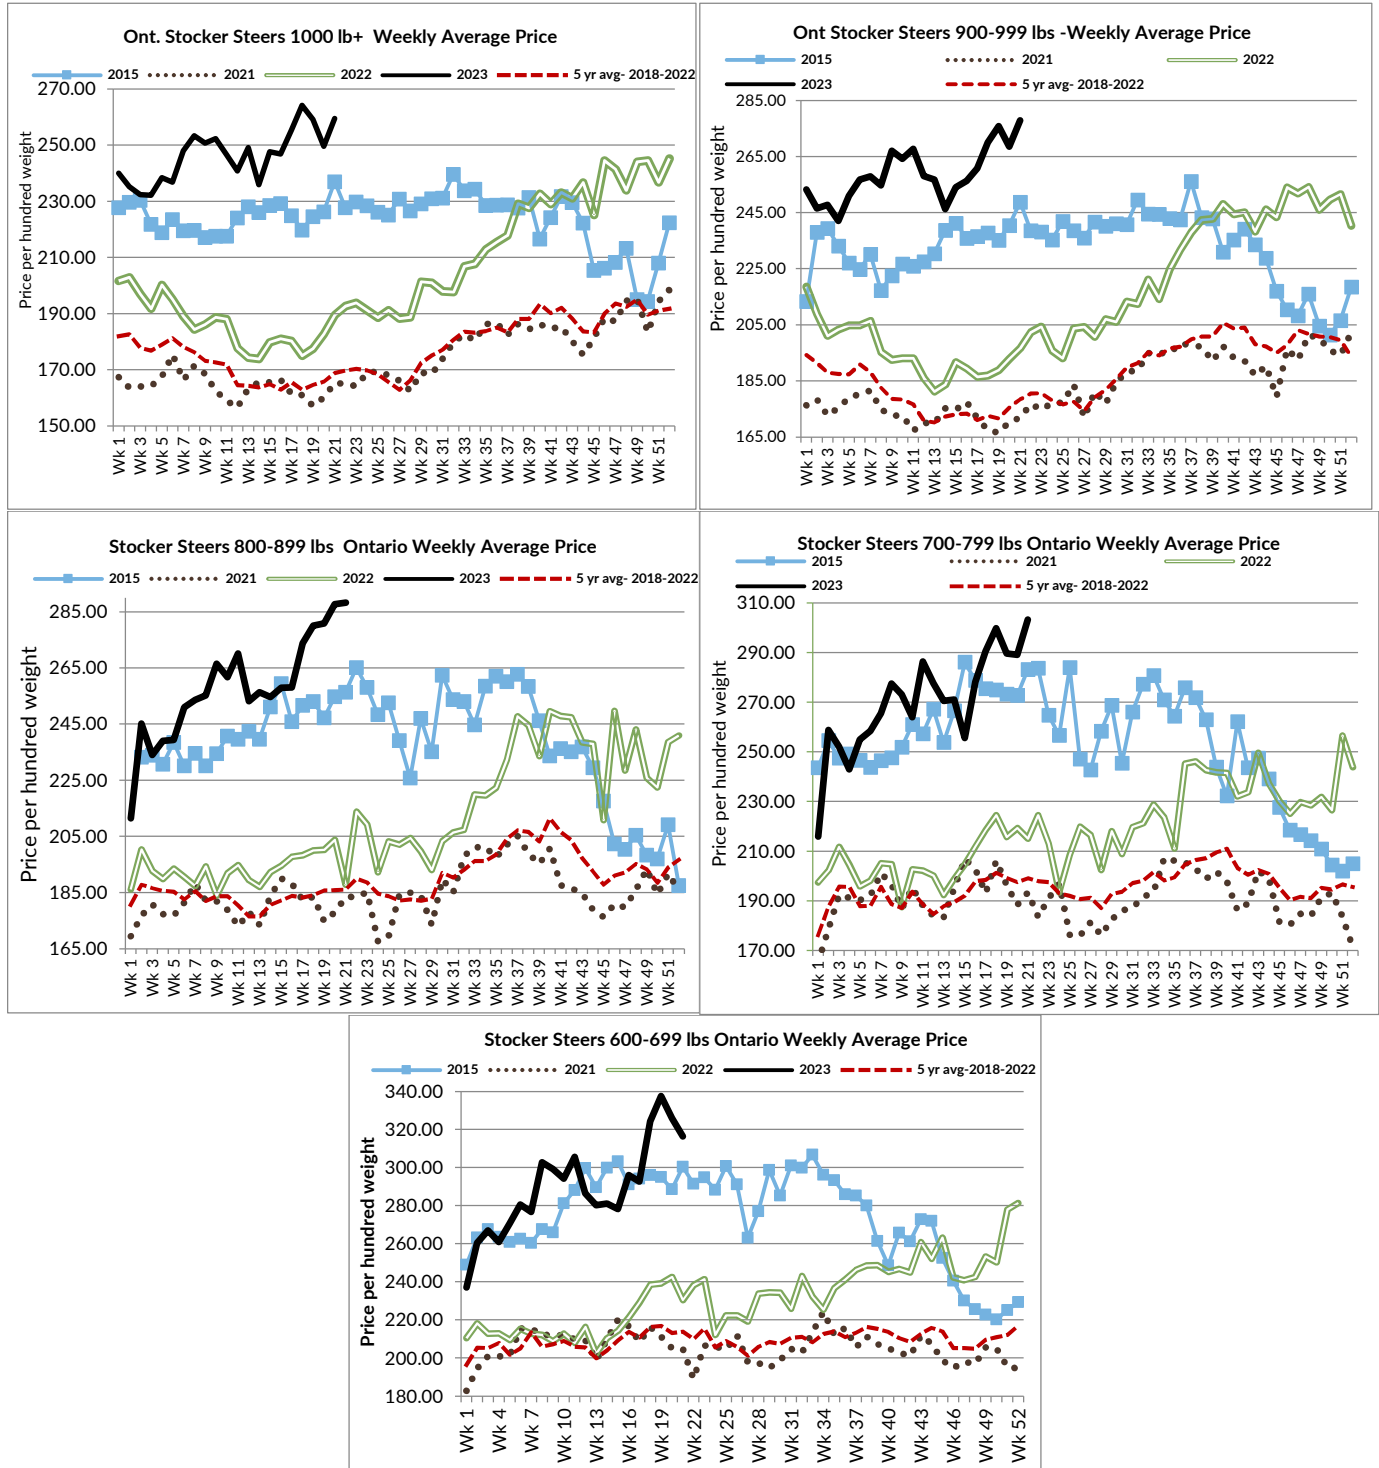 Ont. Stocker Steers 1000 lb+ Weekly Average Price
2015 2021 2022 2023 5 yr avg- 2018-2022
Price per hundred weight
270.00
250.00
230.00
210.00
190.00
170.00
150.00
Wk 1 Wk 3 Wk 5 Wk 7 Wk 9 Wk 11 Wk 13 Wk 15 Wk 17 Wk 19 Wk 21 Wk 23 Wk 25 Wk 27 Wk 29 Wk 31 Wk 33 Wk 35 Wk 37 Wk 39 Wk 41 Wk 43 Wk 45 Wk 47 Wk 49 Wk 51
Ont Stocker Steers 900-999 lbs -Weekly Average Price
2015 2021 2022
2023 5 yr avg- 2018-2022
Price per hundred weight
285.00
265.00
245.00
225.00
205.00
185.00
165.00
Wk 1 Wk 3 Wk 5 Wk 7 Wk 9 Wk 11 Wk 13 Wk 15 Wk 17 Wk 19 Wk 21 Wk 23 Wk 25 Wk 27 Wk 29 Wk 31 Wk 33 Wk 35 Wk 37 Wk 39 Wk 41 Wk 43 Wk 45 Wk 47 Wk 49 Wk 51
Stocker Steers 800-899 lbs Ontario Weekly Average Price
2015 2021 2022 2023 5 yr avg- 2018-2022
Price per hundred weight
285.00
265.00
245.00
225.00
205.00
185.00
165.00
Wk 1 Wk 3 Wk 5 Wk 7 Wk 9 Wk 11 Wk 13 Wk 15 Wk 17 Wk 19 Wk 21 Wk 23 Wk 25 Wk 27 Wk 29 Wk 31 Wk 33 Wk 35 Wk 37 Wk 39 Wk 41 Wk 43 Wk 45 Wk 47 Wk 49 Wk 51
Stocker Steers 700-799 lbs Ontario Weekly Average Price
2015 2021 2022
2023 5 yr avg- 2018-2022
Price per hundred weight
310.00
290.00
270.00
250.00
230.00
210.00
190.00
170.00
Wk 1 Wk 3 Wk 5 Wk 7 Wk 9 Wk 11 Wk 13 Wk 15 Wk 17 Wk 19 Wk 21 Wk 23 Wk 25 Wk 27 Wk 29 Wk 31 Wk 33 Wk 35 Wk 37 Wk 39 Wk 41 Wk 43 Wk 45 Wk 47 Wk 49 Wk 51
Stocker Steers 600-699 lbs Ontario Weekly Average Price
2015 2021 2022 2023 5 yr avg-2018-2022
Price per hundred weight
340.00
320.00
300.00
280.00
260.00
240.00
220.00
200.00
180.00
Wk 1 Wk 4 Wk 7 Wk 10 Wk 13 Wk 16 Wk 19 Wk 22 Wk 25 Wk 28 Wk 31 Wk 34 Wk 37 Wk 40 Wk 43 Wk 46 Wk 49 Wk 52